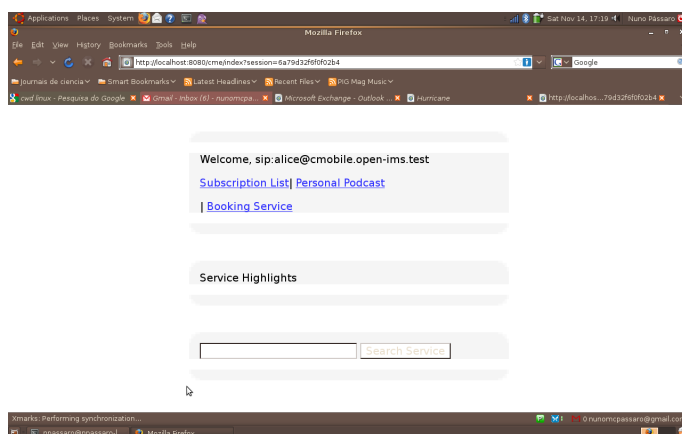 Applications Places System Sat Nov 14, 17:19 Nuno Pássaro
Mozilla Firefox
File Edit View History Bookmarks Tools Help
http://localhost:8080/cme/index?session=6a79d32f6f0f02b4 Google
Journais de ciencia Smart Bookmarks Latest Headlines Recent Files PIG Mag Music
cwd linux - Pesquisa do Google Gmail - Inbox (6) - nunomcpa... Microsoft Exchange - Outlook ... Hurricane http://localhos...79d32f6f0f02b4
Welcome, sip:alice@cmobile.open-ims.test
Subscription List| Personal Podcast
| Booking Service
Service Highlights
Search Service
Xmarks: Performing synchronization... 1 0 nunomcpassaro@gmail.com
Mozilla Firefox